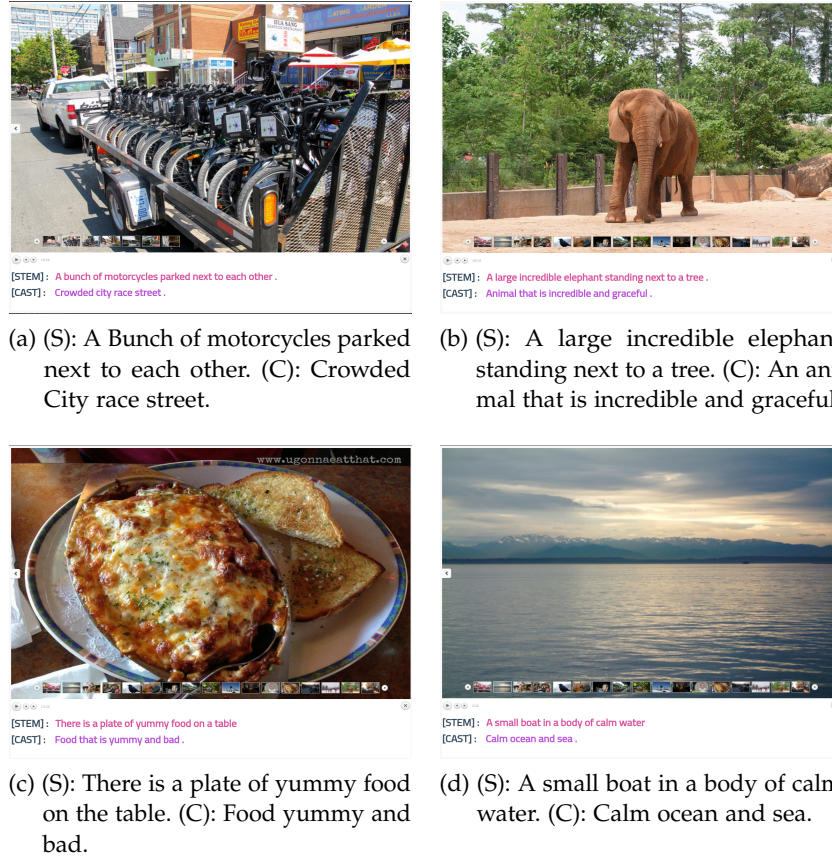 HUA SANG
[STEM] : A bunch of motorcycles parked next to each other .
[CAST] : Crowded city race street .
[STEM] : A large incredible elephant standing next to a tree .
[CAST] : Animal that is incredible and graceful .
(a) (S): A Bunch of motorcycles parked
next to each other. (C): Crowded
City race street.
(b) (S): A large incredible elephan
standing next to a tree. (C): An ani
mal that is incredible and graceful
www.ugonnaeatthat.com
[STEM] : There is a plate of yummy food on a table
[CAST] : Food that is yummy and bad .
[STEM] : A small boat in a body of calm water
[CAST] : Calm ocean and sea .
(c) (S): There is a plate of yummy food
on the table. (C): Food yummy and
bad.
(d) (S): A small boat in a body of calm
water. (C): Calm ocean and sea.